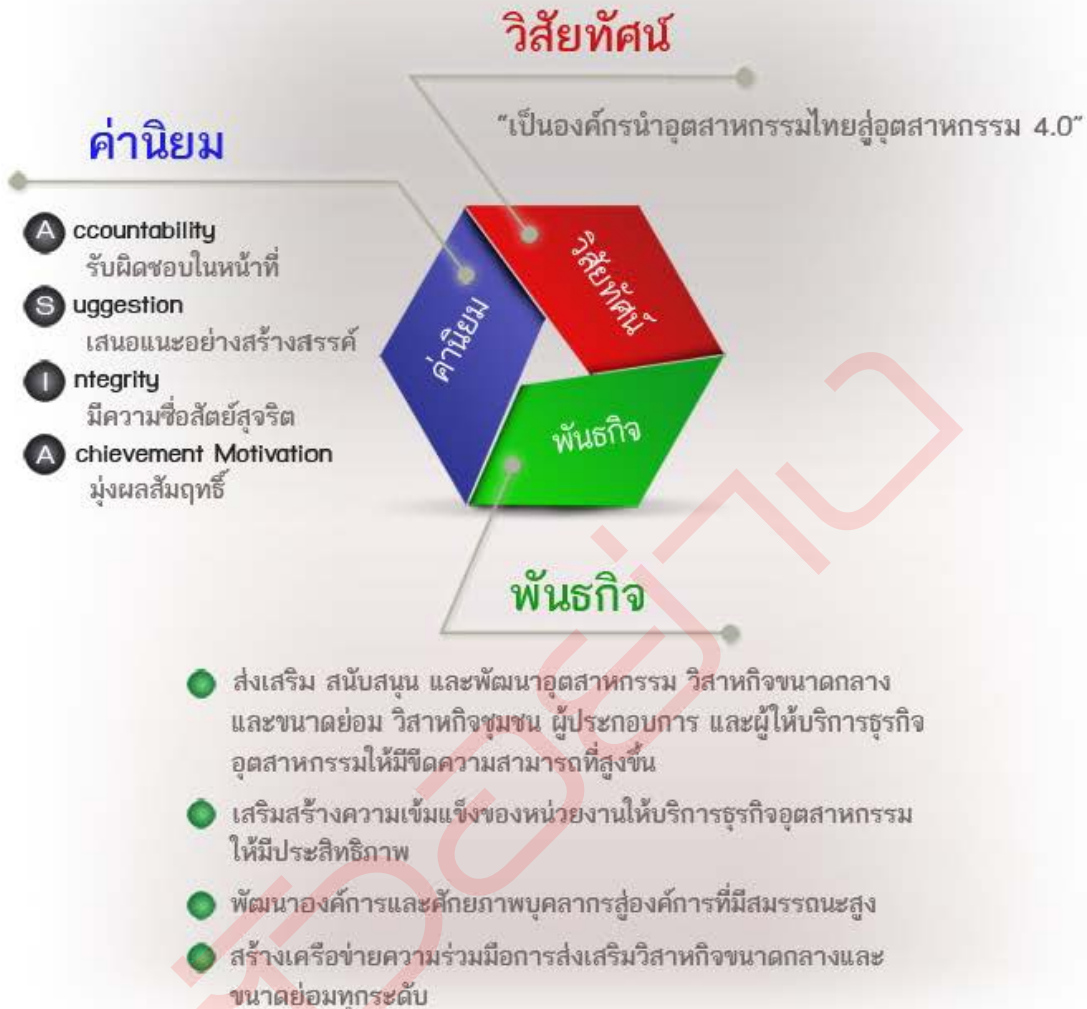 วิสัยทัศน์
"เป็นองค์กรนำอุตสาหกรรมไทยสู่อุตสาหกรรม 4.0"
ค่านิยม
Accountability
รับผิดชอบในหน้าที่
Suggestion
เสนอแนะอย่างสร้างสรรค์
Integrity
มีความซื่อสัตย์สุจริต
Achievement Motivation
มุ่งผลสัมฤทธิ์
วิสัยทัศน์
ค่านิยม
พันธกิจ
พันธกิจ
ส่งเสริม สนับสนุน และพัฒนาอุตสาหกรรม วิสาหกิจขนาดกลาง
และขนาดย่อม วิสาหกิจชุมชน ผู้ประกอบการ และผู้ให้บริการธุรกิจ
อุตสาหกรรมให้มีขีดความสามารถที่สูงขึ้น
เสริมสร้างความเข้มแข็งของหน่วยงานให้บริการธุรกิจอุตสาหกรรม
ให้มีประสิทธิภาพ
พัฒนาองค์การและศักยภาพบุคลากรสู่องค์การที่มีสมรรถนะสูง
สร้างเครือข่ายความร่วมมือการส่งเสริมวิสาหกิจขนาดกลางและ
ขนาดย่อมทุกระดับ
ตัวอย่าง